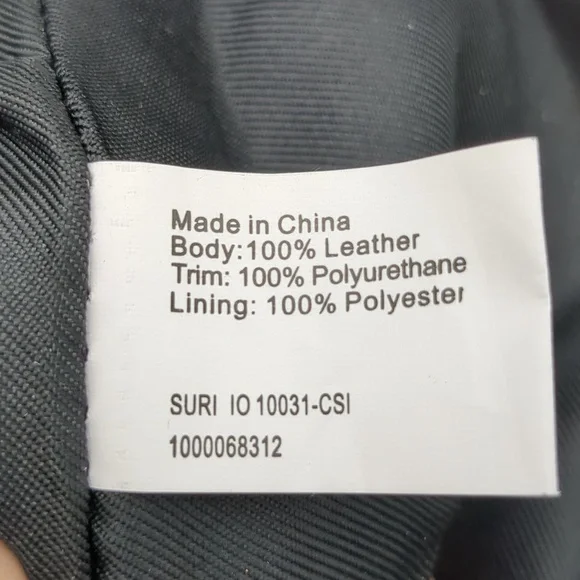 Made in China
Body:100% Leather
Trim: 100% Polyurethane
Lining: 100% Polyester
SURI IO 10031-CSI
1000068312